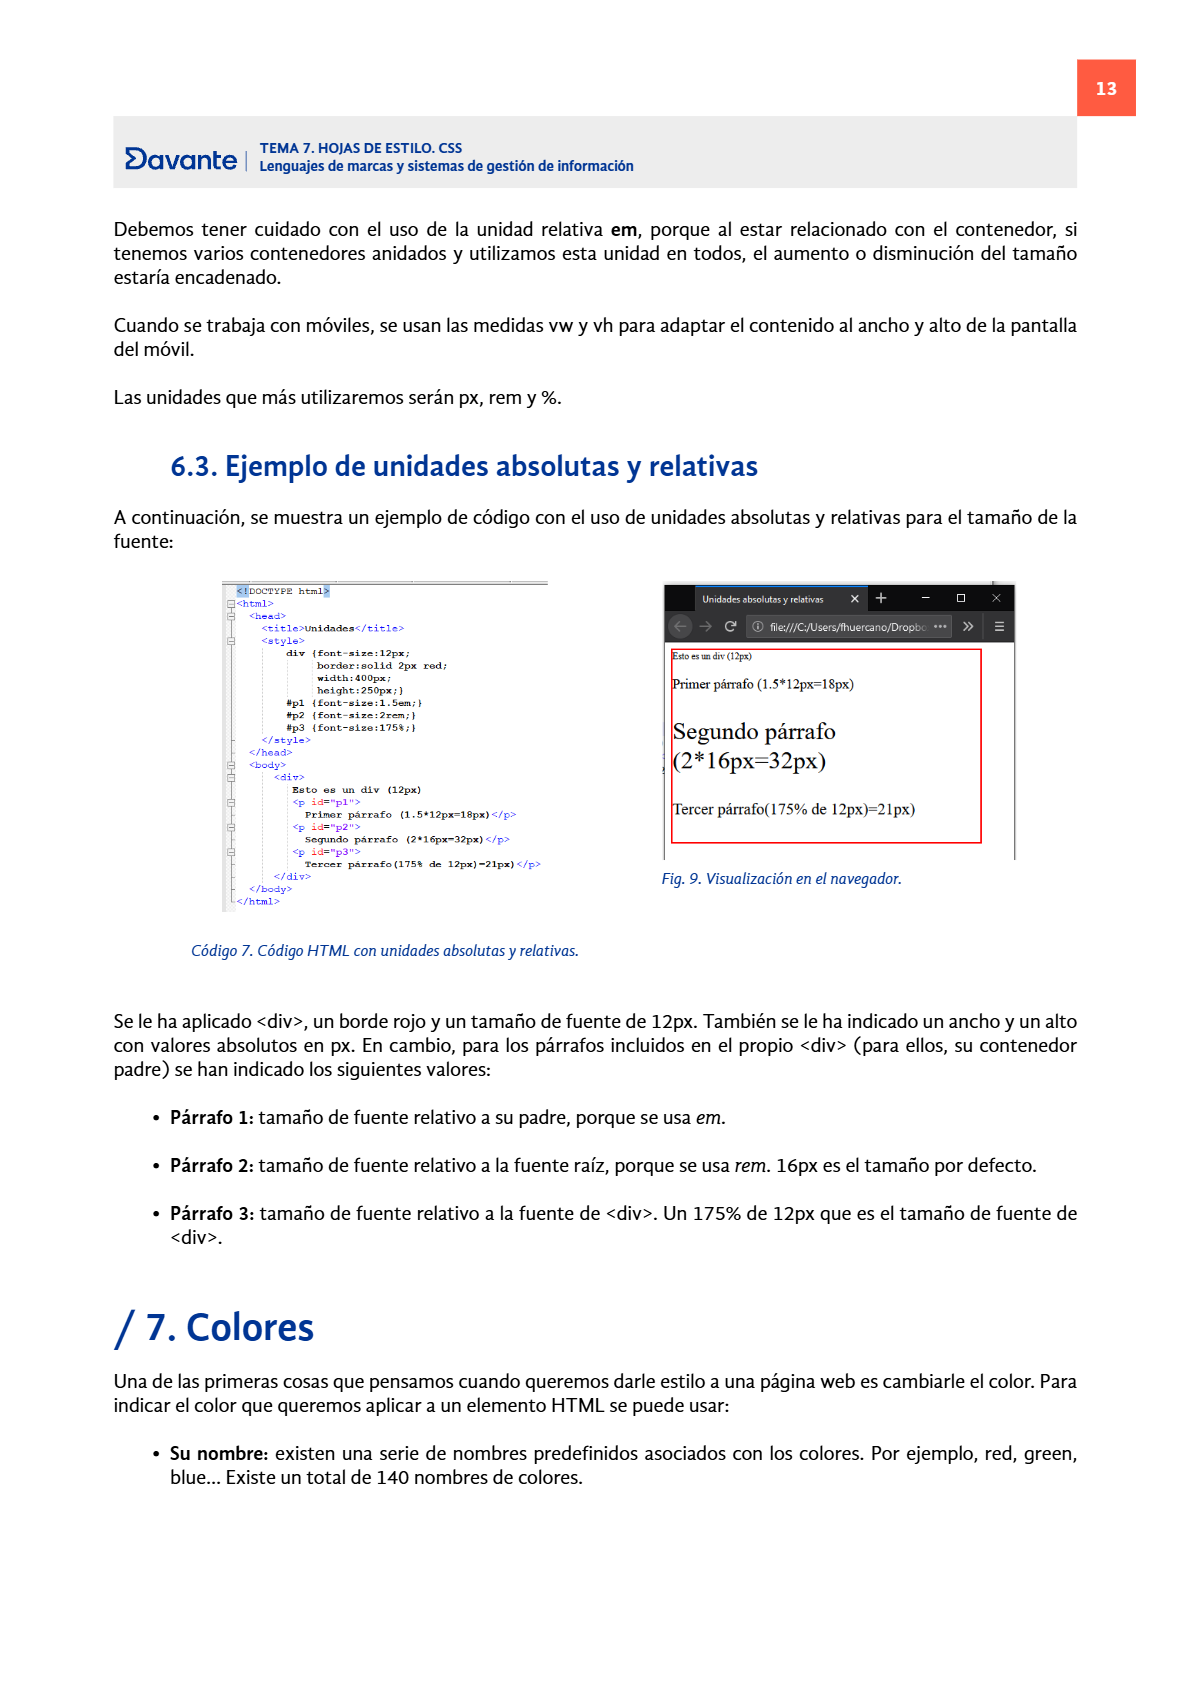 13
Davante
TEMA 7. HOJAS DE ESTILO. CSS
Lenguajes de marcas y sistemas de gestión de información
Debemos tener cuidado con el uso de la unidad relativa em, porque al estar relacionado con el contenedor, si
tenemos varios contenedores anidados y utilizamos esta unidad en todos, el aumento o disminución del tamaño
estaría encadenado.
Cuando se trabaja con móviles, se usan las medidas vw y vh para adaptar el contenido al ancho y alto de la pantalla
del móvil.
Las unidades que más utilizaremos serán px, rem y %.
6.3. Ejemplo de unidades absolutas y relativas
A continuación, se muestra un ejemplo de código con el uso de unidades absolutas y relativas para el tamaño de la
fuente:
<!DOCTYPE html>
<html>
<head>
<title>Unidades</title>
<style>
div {font-size:12px;
border:solid 2px red;
width:400px;
height:250px;}
#p1 {font-size:1.5em;}
#p2 {font-size:2rem;}
#p3 {font-size:175%;}
</style>
</head>
<body>
<div>
Esto es un div (12px)
<p id="p1">
Primer párrafo (1.5*12px=18px)</p>
<p id="p2">
Segundo párrafo (2*16px=32px)</p>
<p id="p3">
Tercer párrafo(175% de 12px)=21px)</p>
</div>
</body>
</html>
Código 7. Código HTML con unidades absolutas y relativas.
Unidades absolutas y relativas
file:///C:/Users/fhuercano/Dropbo
Esto es un div (12px)
Primer párrafo (1.5*12px=18px)
Segundo párrafo
(2*16px=32px)
Tercer párrafo(175% de 12px)=21px)
Fig. 9. Visualización en el navegador.
Se le ha aplicado <div>, un borde rojo y un tamaño de fuente de 12px. También se le ha indicado un ancho y un alto
con valores absolutos en px. En cambio, para los párrafos incluidos en el propio <div> (para ellos, su contenedor
padre) se han indicado los siguientes valores:
• Párrafo 1: tamaño de fuente relativo a su padre, porque se usa em.
• Párrafo 2: tamaño de fuente relativo a la fuente raíz, porque se usa rem. 16px es el tamaño por defecto.
• Párrafo 3: tamaño de fuente relativo a la fuente de <div>. Un 175% de 12px que es el tamaño de fuente de
<div>.
/ 7. Colores
Una de las primeras cosas que pensamos cuando queremos darle estilo a una página web es cambiarle el color. Para
indicar el color que queremos aplicar a un elemento HTML se puede usar:
• Su nombre: existen una serie de nombres predefinidos asociados con los colores. Por ejemplo, red, green,
blue... Existe un total de 140 nombres de colores.